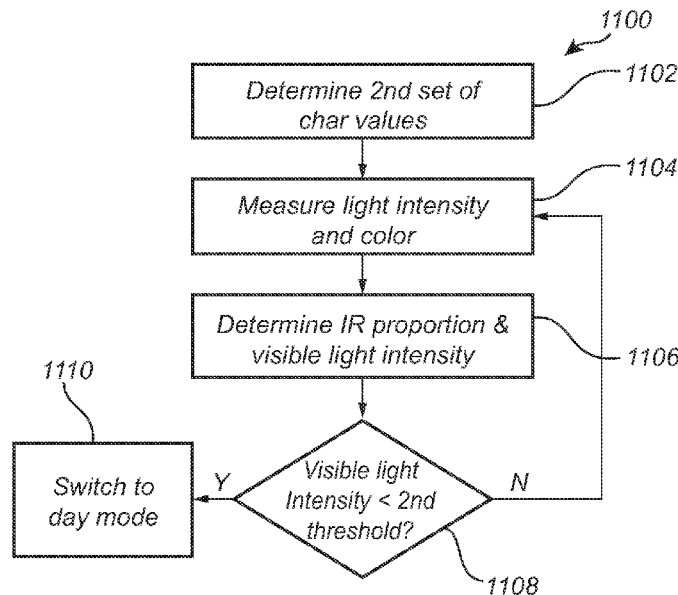 1100
Determine 2nd set of
char values
1102
Measure light intensity
and color
1104
Determine IR proportion &
visible light intensity
1106
1110
Switch to
day mode
Y
Visible light
Intensity < 2nd
threshold?
N
1108